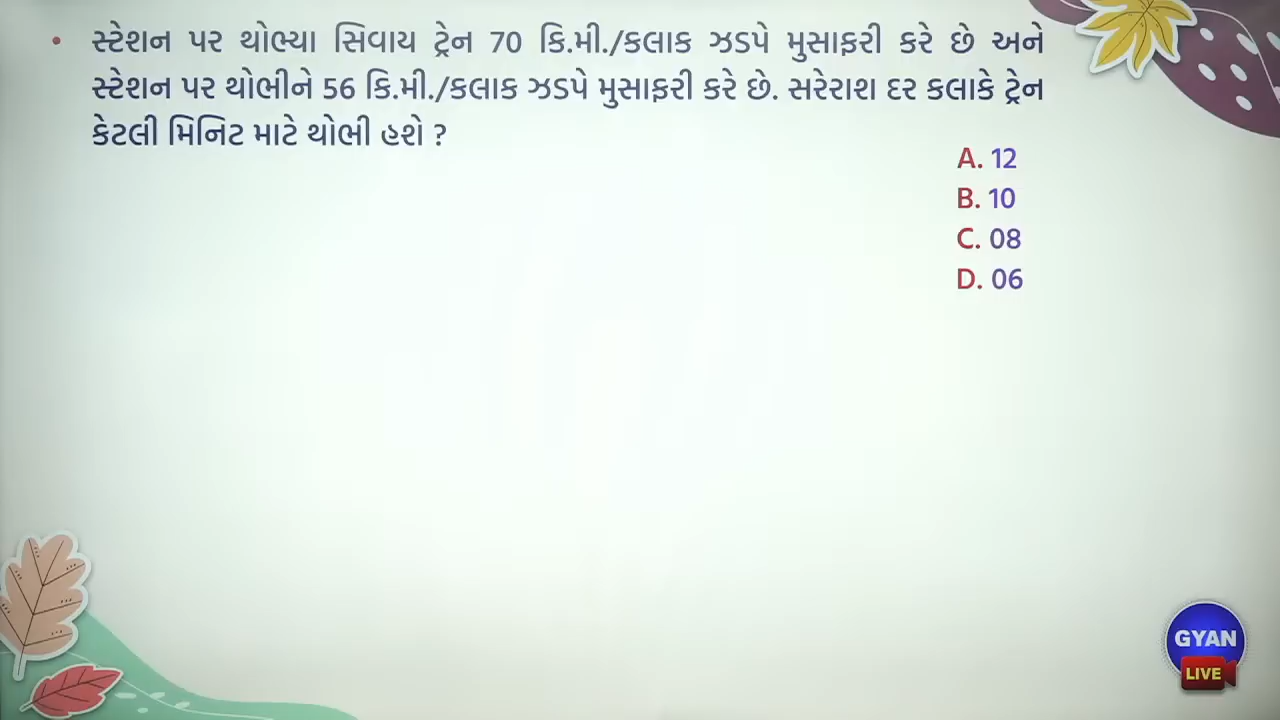 • સ્ટેશન પર થોભ્યા સિવાય ટ્રેન 70 કિ.મી./કલાક ઝડપે મુસાફરી કરે છે અને
સ્ટેશન પર થોભીને 56 કિ.મી./કલાક ઝડપે મુસાફરી કરે છે. સરેરાશ દર કલાકે ટ્રેન
કેટલી મિનિટ માટે થોભી હશે ?
A. 12
B. 10
C. 08
D. 06
GYAN
LIVE